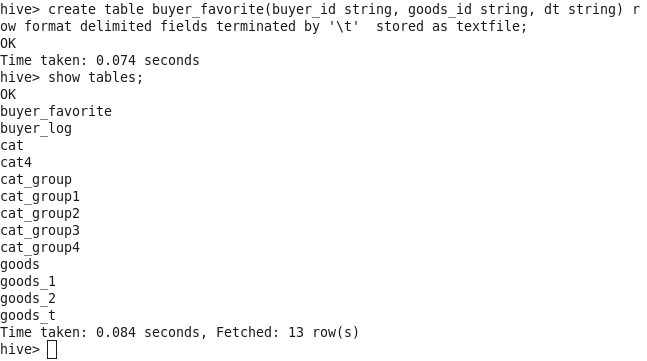 hive> create table buyer_favorite(buyer_id string, goods_id string, dt string) r
ow format delimited fields terminated by '\t'  stored as textfile;
OK
Time taken: 0.074 seconds
hive> show tables;
OK
buyer_favorite
buyer_log
cat
cat4
cat_group
cat_group1
cat_group2
cat_group3
cat_group4
goods
goods_1
goods_2
goods_t
Time taken: 0.084 seconds, Fetched: 13 row(s)
hive>